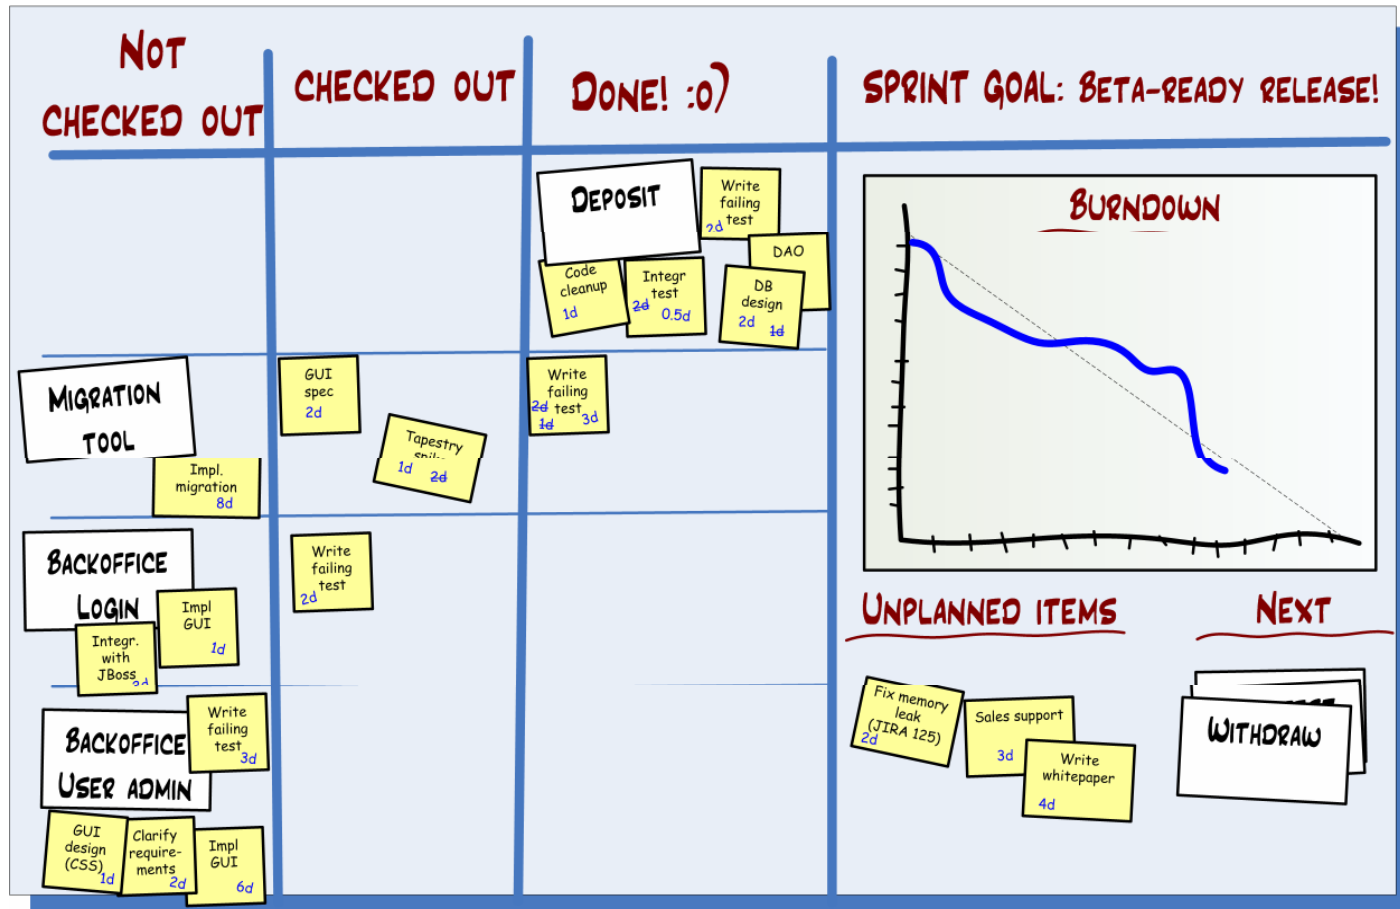 NOT
CHECKED OUT
CHECKED OUT
DONE! :o)
SPRINT GOAL: BETA-READY RELEASE!
DEPOSIT
Write
failing
test
2d
DAO
Code
cleanup
1d
Integr
test
2d
0.5d
DB
design
2d
1d
MIGRATION
TOOL
Impl.
migration
8d
GUI
spec
2d
Tapestry
1d
2d
Write
failing
test
2d
1d
3d
BACKOFFICE
LOGIN
Impl
GUI
1d
Integr.
with
JBoss
Write
failing
test
2d
BACKOFFICE
USER ADMIN
Write
failing
test
3d
GUI
design
(CSS)
1d
Clarify
require-
ments
2d
Impl
GUI
6d
BURNDOWN
UNPLANNED ITEMS
NEXT
Fix memory
leak
(JIRA 125)
2d
Sales support
3d
Write
whitepaper
4d
WITHDRAW